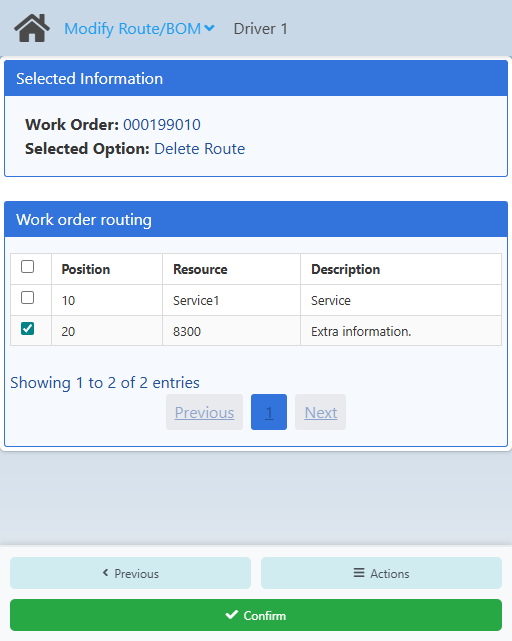 Modify Route/BOM Driver 1
Selected Information
Work Order: 000199010
Selected Option: Delete Route
Work order routing
Position Resource Description
10 Service1 Service
20 8300 Extra information.
Showing 1 to 2 of 2 entries
Previous 1 Next
Previous Actions
Confirm